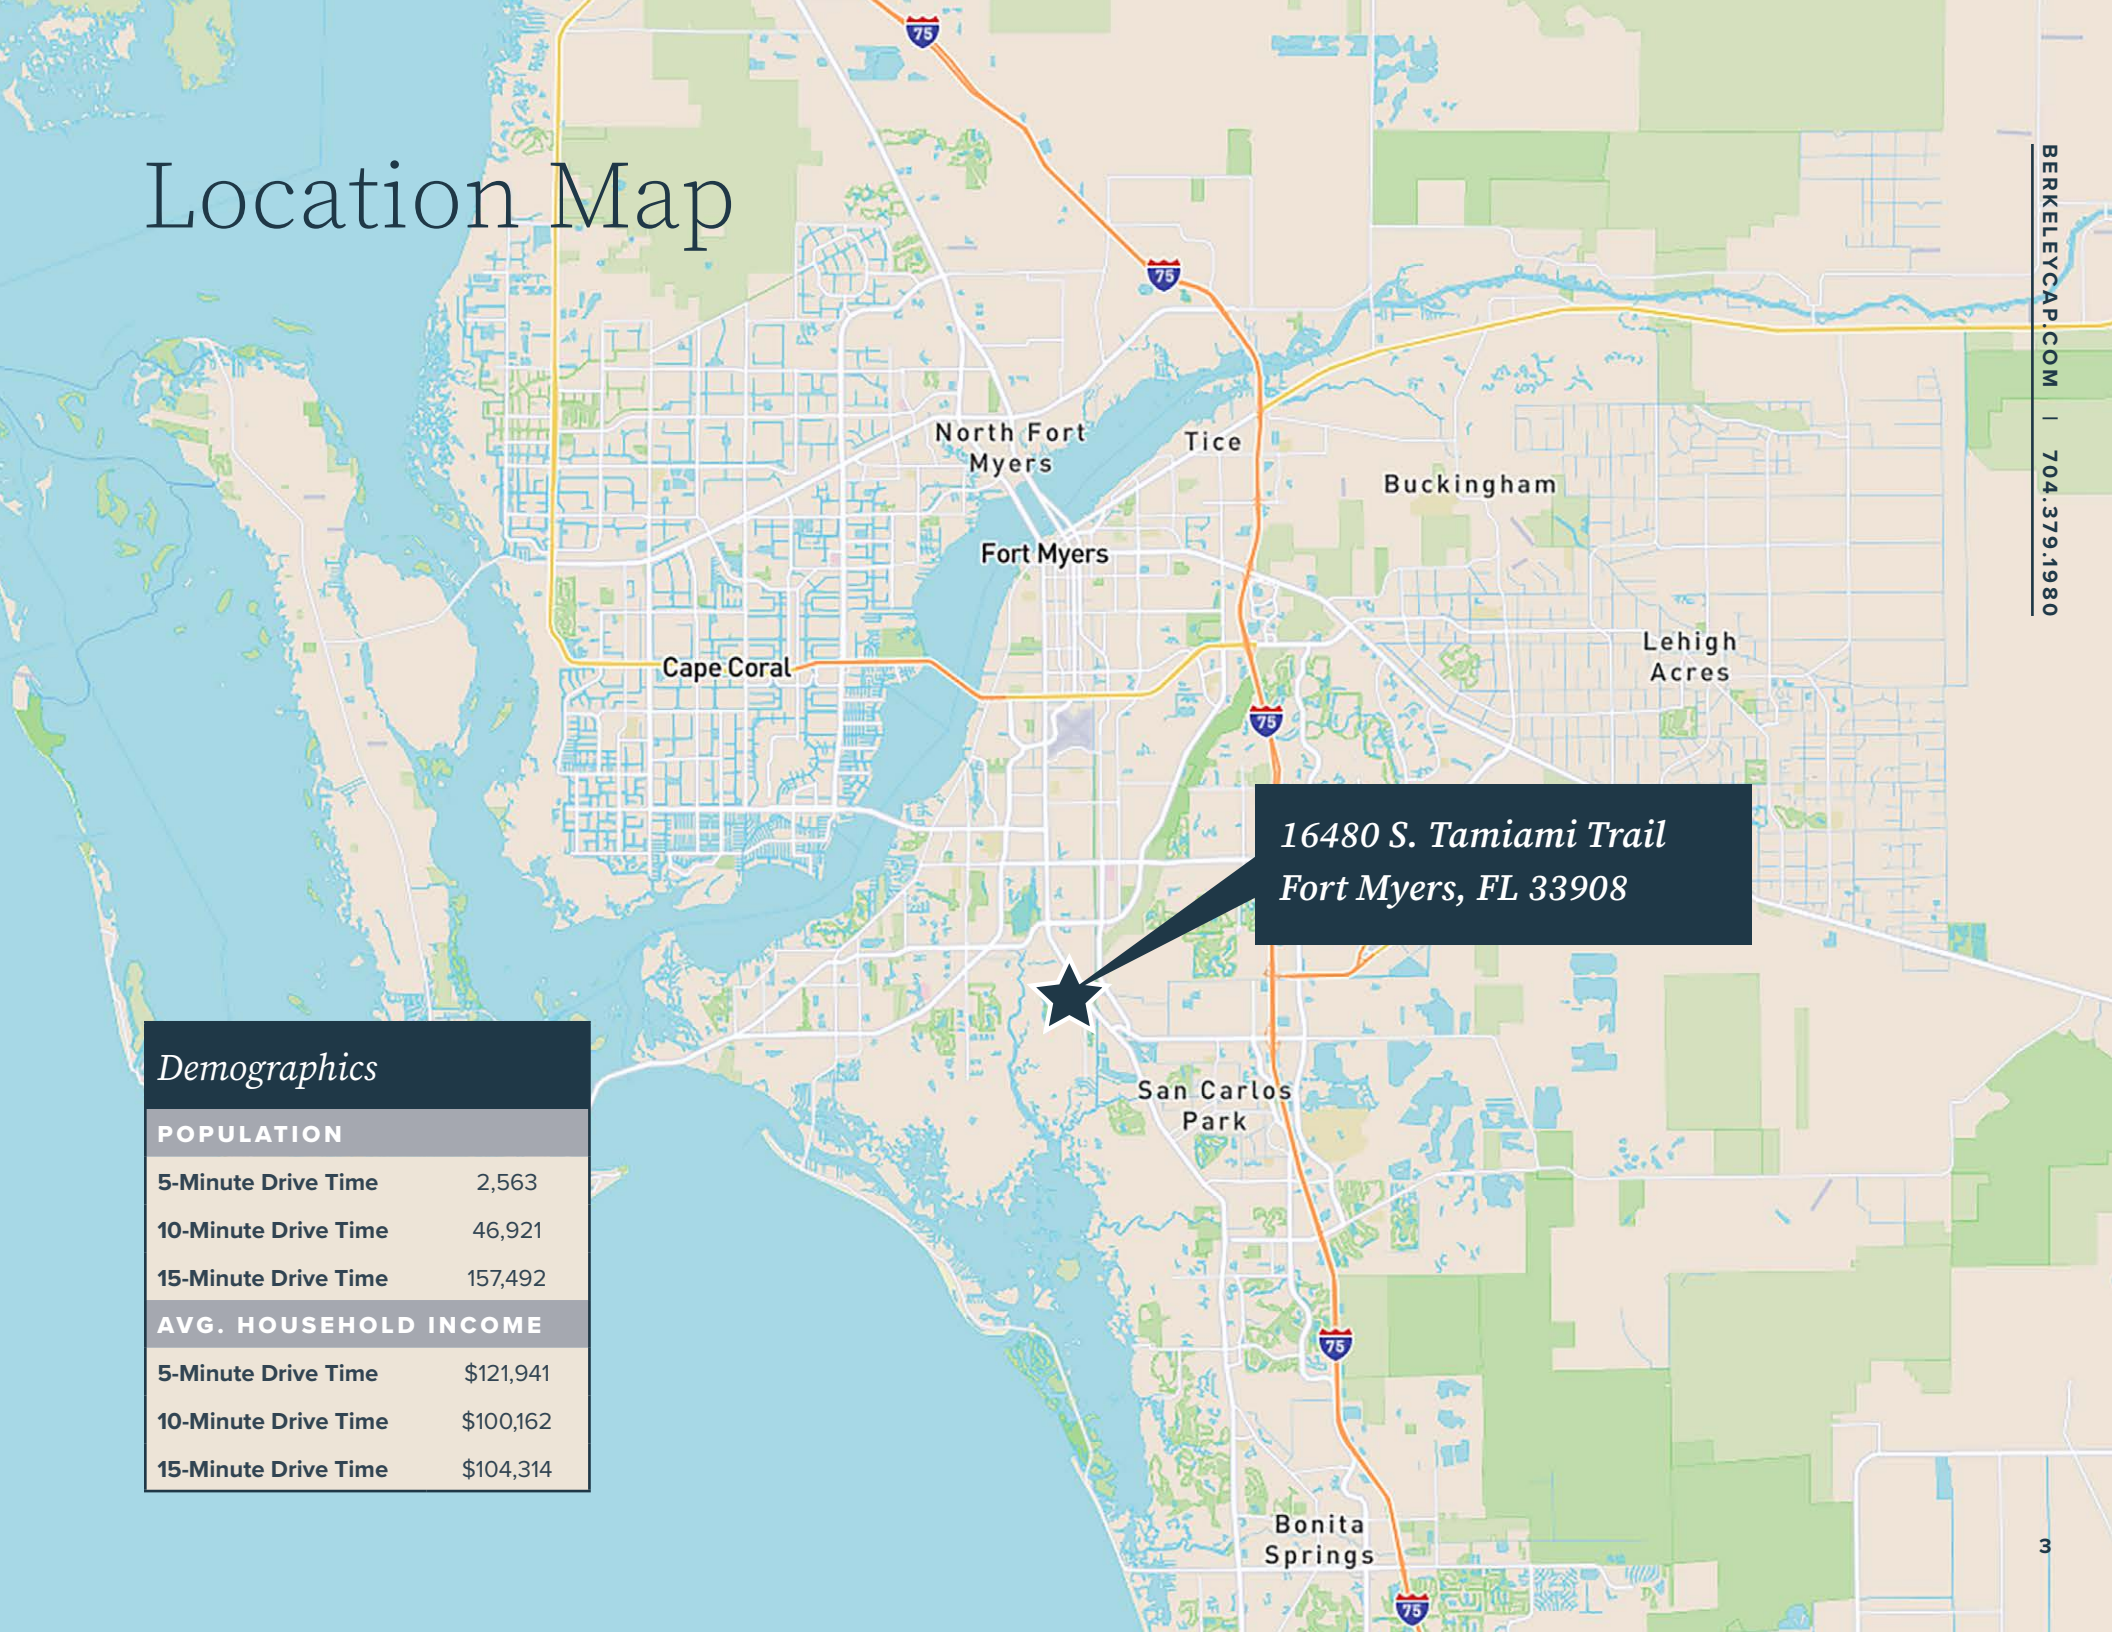 Location Map
BERKELEYCAP.COM | 704.379.1980
75
75
North Fort
Myers
Tice
Buckingham
Fort Myers
Lehigh
Acres
Cape Coral
75
16480 S. Tamiami Trail
Fort Myers, FL 33908
San Carlos
Park
Demographics
POPULATION
5-Minute Drive Time 2,563
10-Minute Drive Time 46,921
15-Minute Drive Time 157,492
AVG. HOUSEHOLD INCOME
5-Minute Drive Time $121,941
10-Minute Drive Time $100,162
15-Minute Drive Time $104,314
75
Bonita
Springs
75
3